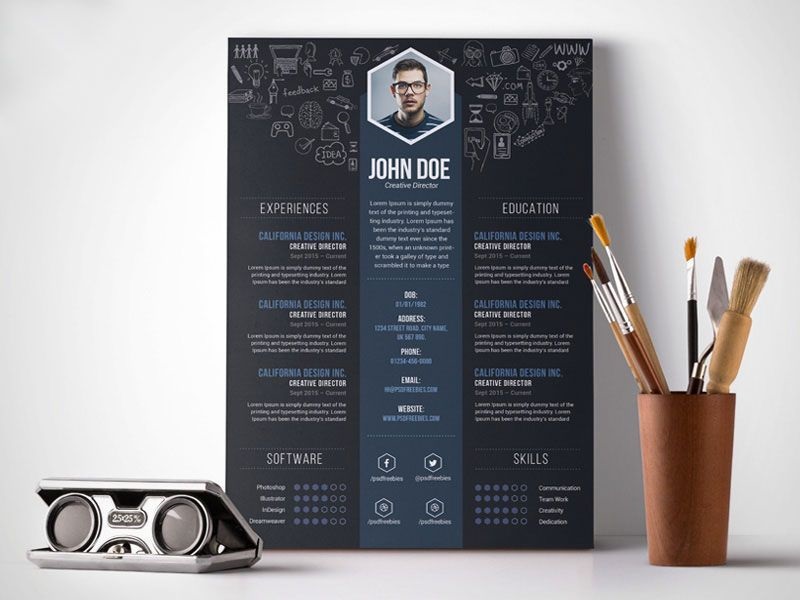 WWW
feedback
.COM
IDEA
JOHN DOE
Creative Director
Lorem Ipsum is simply dummy
text of the printing and typeset-
ting industry. Lorem Ipsum has
been the industry's standard
dummy text ever since the
1500s, when an unknown print-
er took a galley of type and
scrambled it to make a type
EXPERIENCES
CALIFORNIA DESIGN INC.
CREATIVE DIRECTOR
Sept 2015 – Current
Lorem Ipsum is simply dummy text of the
printing and typesetting industry. Lorem
Ipsum has been the industry's standard
CALIFORNIA DESIGN INC.
CREATIVE DIRECTOR
Sept 2015 – Current
Lorem Ipsum is simply dummy text of the
printing and typesetting industry. Lorem
Ipsum has been the industry's standard
CALIFORNIA DESIGN INC.
CREATIVE DIRECTOR
Sept 2015 – Current
Lorem Ipsum is simply dummy text of the
printing and typesetting industry. Lorem
Ipsum has been the industry's standard
SOFTWARE
Photoshop
Illustrator
InDesign
Dreamweaver
DOB:
01/01/1982
ADDRESS:
1234 STREET ROAD, CITY NAME,
UK 567 890.
PHONE:
01234-456-0000
EMAIL:
HI@PSDFREEBIES.COM
WEBSITE:
WWW.PSDFREEBIES.COM
/psdfreebies
@psdfreebies
/psdfreebies
/psdfreebies
EDUCATION
CALIFORNIA DESIGN INC.
CREATIVE DIRECTOR
Sept 2015 – Current
Lorem Ipsum is simply dummy text of the
printing and typesetting industry. Lorem
Ipsum has been the industry's standard
CALIFORNIA DESIGN INC.
CREATIVE DIRECTOR
Sept 2015 – Current
Lorem Ipsum is simply dummy text of the
printing and typesetting industry. Lorem
Ipsum has been the industry's standard
CALIFORNIA DESIGN INC.
CREATIVE DIRECTOR
Sept 2015 – Current
Lorem Ipsum is simply dummy text of the
printing and typesetting industry. Lorem
Ipsum has been the industry's standard
SKILLS
Communication
Team Work
Creativity
Dedication